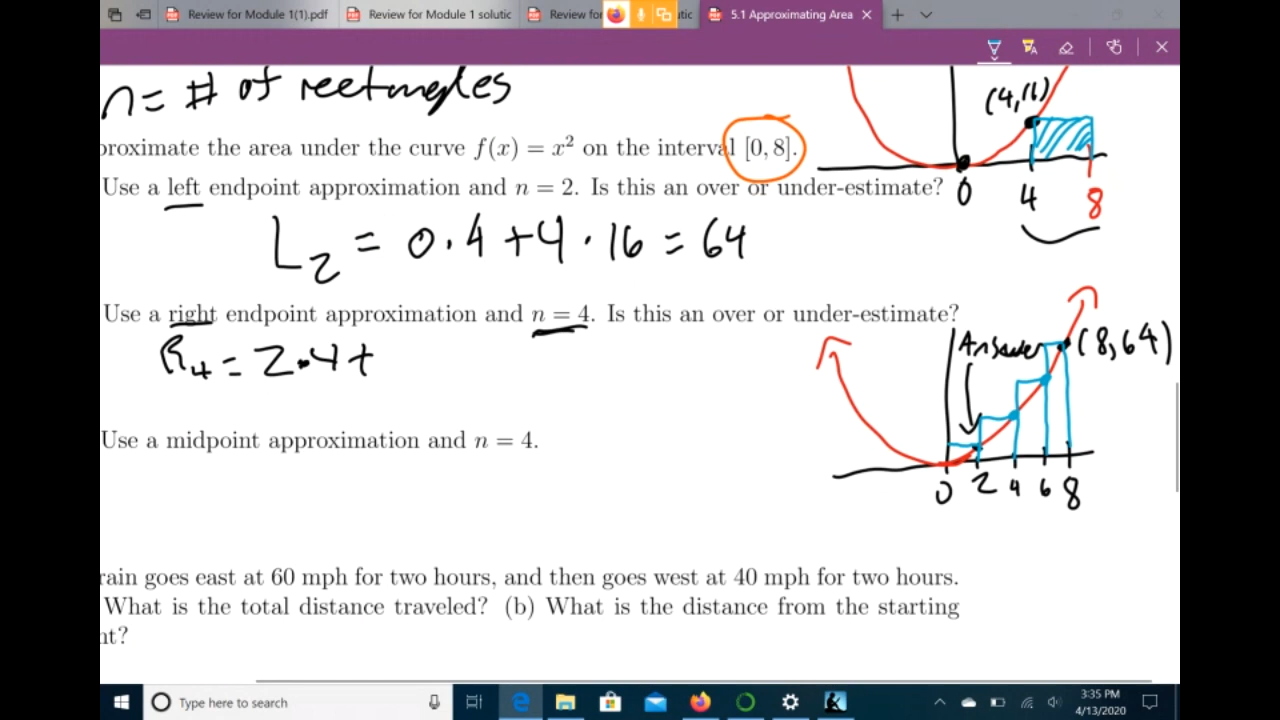 Review for Module 1(1).pdf
Review for Module 1 solutic
Review for
utic
5.1 Approximating Area
n = # of rectangles
proximate the area under the curve f(x) = x² on the interval [0, 8].
Use a left endpoint approximation and n = 2. Is this an over or under-estimate?
L₂ = 0·4+4·16 = 64
(4,16)
0 4 8
Use a right endpoint approximation and n = 4. Is this an over or under-estimate?
R₄ = 2·4+
Answer
(8,64)
0 2 4 6 8
Use a midpoint approximation and n = 4.
rain goes east at 60 mph for two hours, and then goes west at 40 mph for two hours.
What is the total distance traveled? (b) What is the distance from the starting
nt?
Type here to search
3:35 PM
4/13/2020